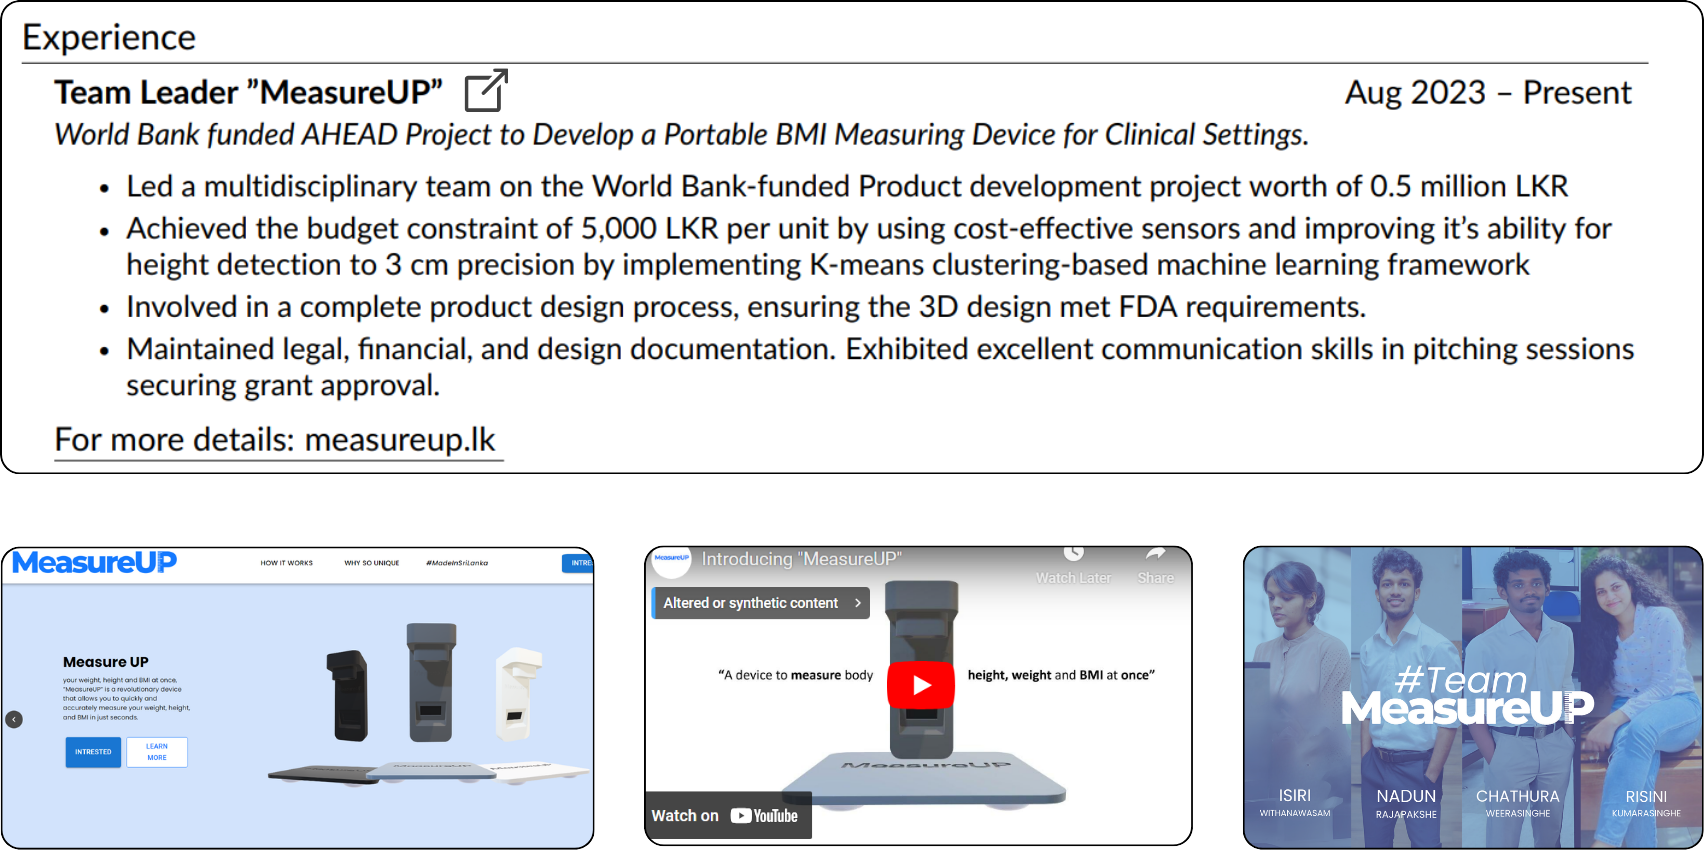 Experience
Team Leader ”MeasureUP”
Aug 2023 – Present
World Bank funded AHEAD Project to Develop a Portable BMI Measuring Device for Clinical Settings.
• Led a multidisciplinary team on the World Bank-funded Product development project worth of 0.5 million LKR
• Achieved the budget constraint of 5,000 LKR per unit by using cost-effective sensors and improving it’s ability for
height detection to 3 cm precision by implementing K-means clustering-based machine learning framework
• Involved in a complete product design process, ensuring the 3D design met FDA requirements.
• Maintained legal, financial, and design documentation. Exhibited excellent communication skills in pitching sessions
securing grant approval.
For more details: measureup.lk
MeasureUP
HOW IT WORKS
WHY SO UNIQUE
#MadeInSriLanka
INTRE
Measure UP
your weight, height and BMI at once,
"MeasureUP" is a revolutionary device
that allows you to quickly and
accurately measure your weight, height,
and BMI in just seconds.
INTRESTED
LEARN
MORE
MeasureUP
Introducing "MeasureUP"
Watch Later
Share
Altered or synthetic content
“A device to measure body height, weight and BMI at once”
MeasureUP
Watch on YouTube
#Team
MeasureUP
ISIRI
WITHANAWASAM
NADUN
RAJAPAKSHE
CHATHURA
WEERASINGHE
RISINI
KUMARASINGHE